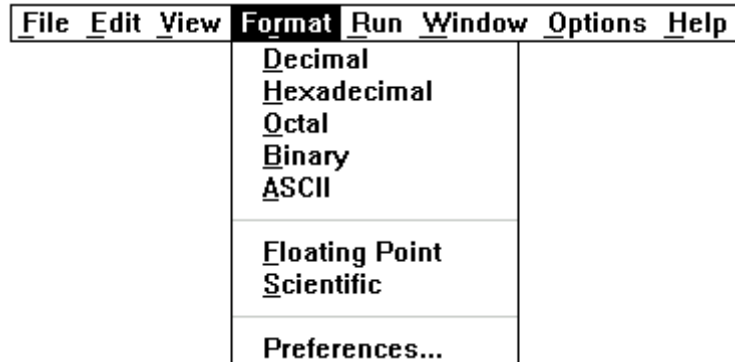 File Edit View Format Run Window Options Help
Decimal
Hexadecimal
Octal
Binary
ASCII
Floating Point
Scientific
Preferences...